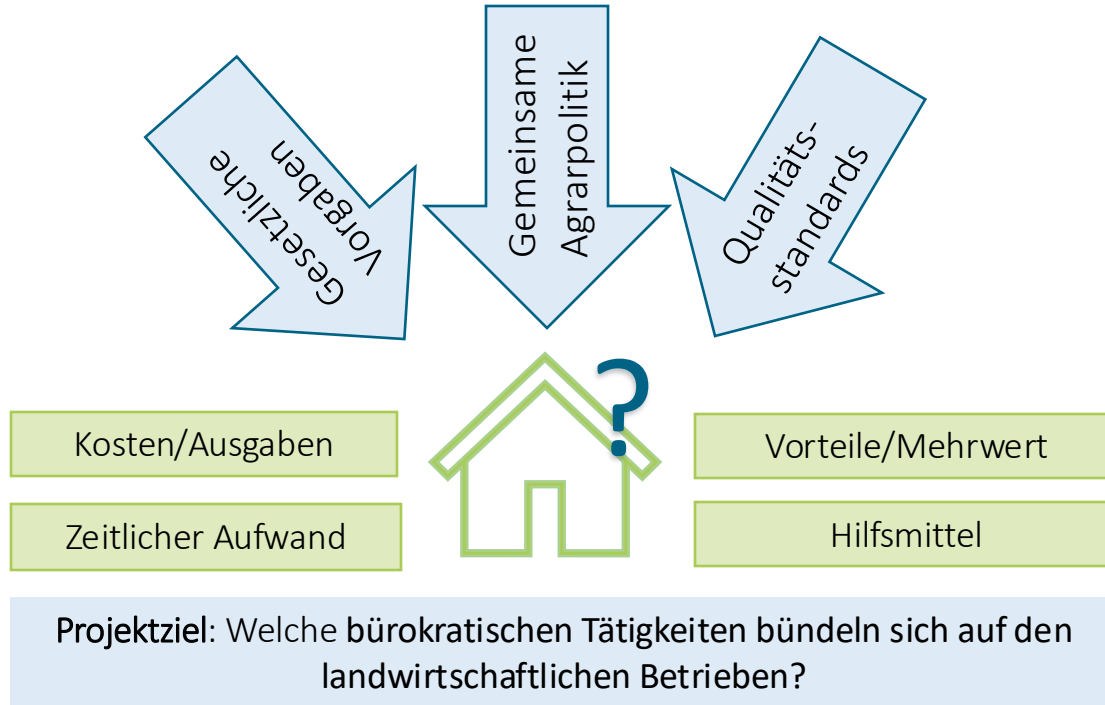 Gesetzliche
Vorgaben
Gemeinsame
Agrarpolitik
Qualitäts-
standards
?
Kosten/Ausgaben
Vorteile/Mehrwert
Zeitlicher Aufwand
Hilfsmittel
Projektziel: Welche bürokratischen Tätigkeiten bündeln sich auf den
landwirtschaftlichen Betrieben?